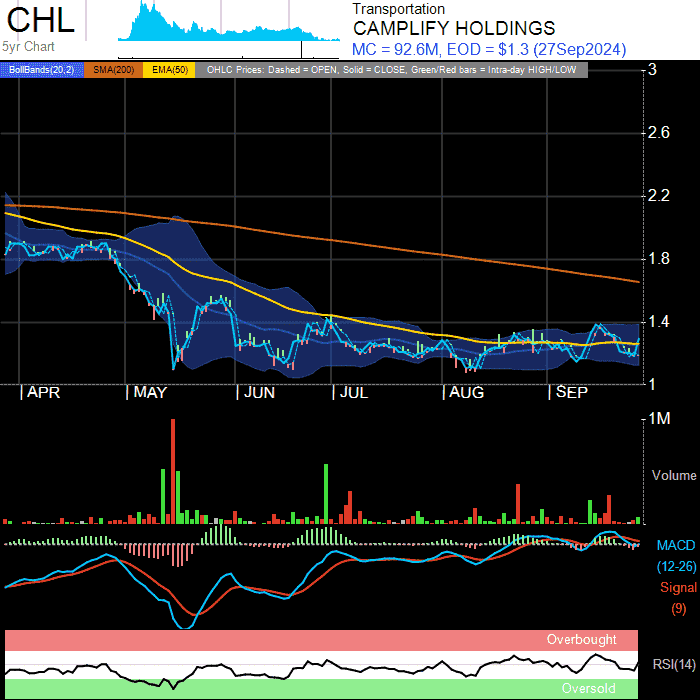 CHL
5yr Chart
Transportation
CAMPLIFY HOLDINGS
MC = 92.6M, EOD = $1.3 (27Sep2024)
BollBands(20,2) SMA(200) EMA(50) OHLC Prices: Dashed = OPEN, Solid = CLOSE, Green/Red bars = Intra-day HIGH/LOW
3
2.6
2.2
1.8
1.4
1
APR MAY JUN JUL AUG SEP
1M
Volume
MACD
(12-26)
Signal
(9)
Overbought
RSI(14)
Oversold